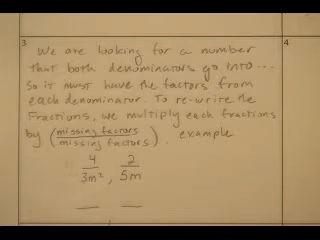 3
4
We are looking for a number
that both denominators go into...
So it must have the factors from
each denominator. To re-write the
Fractions, we multiply each fractions
by (missing factors/missing factors). example
4/3m², 2/5m